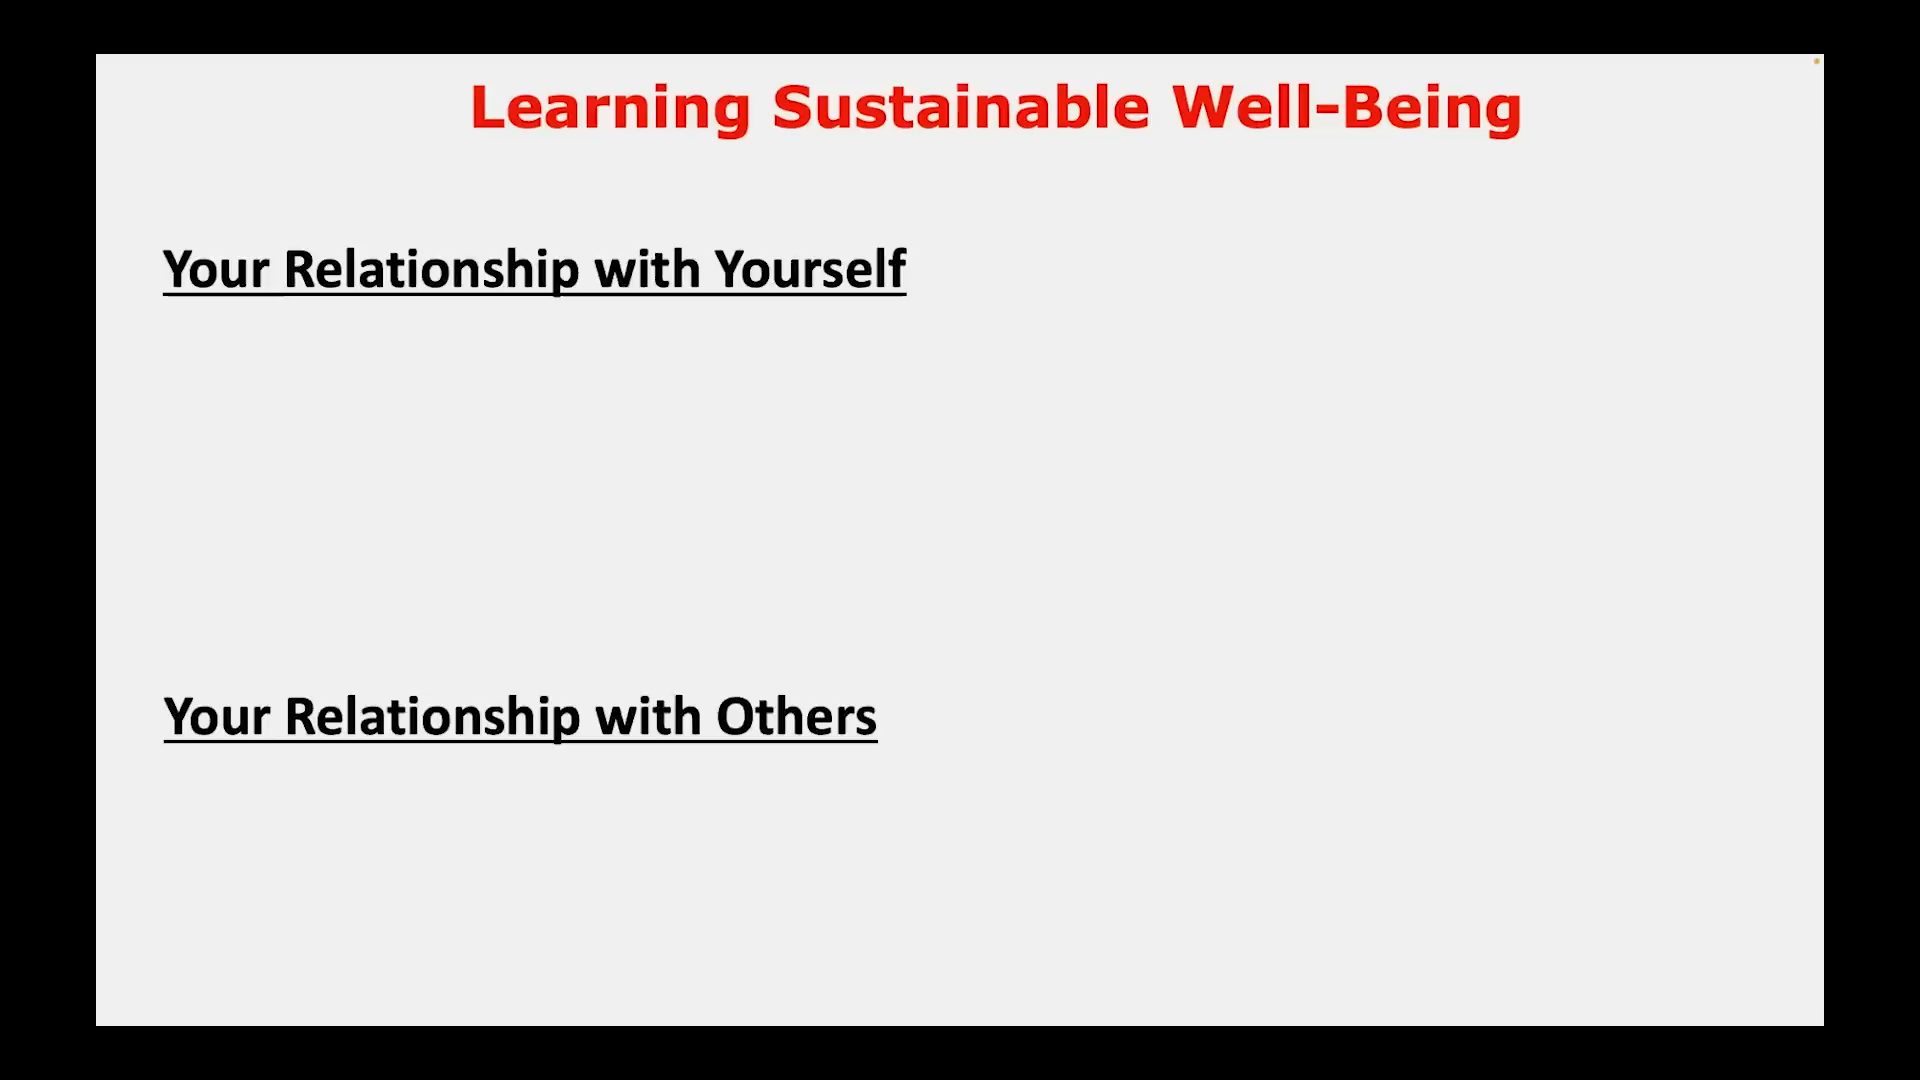 Learning Sustainable Well-Being
Your Relationship with Yourself
Your Relationship with Others